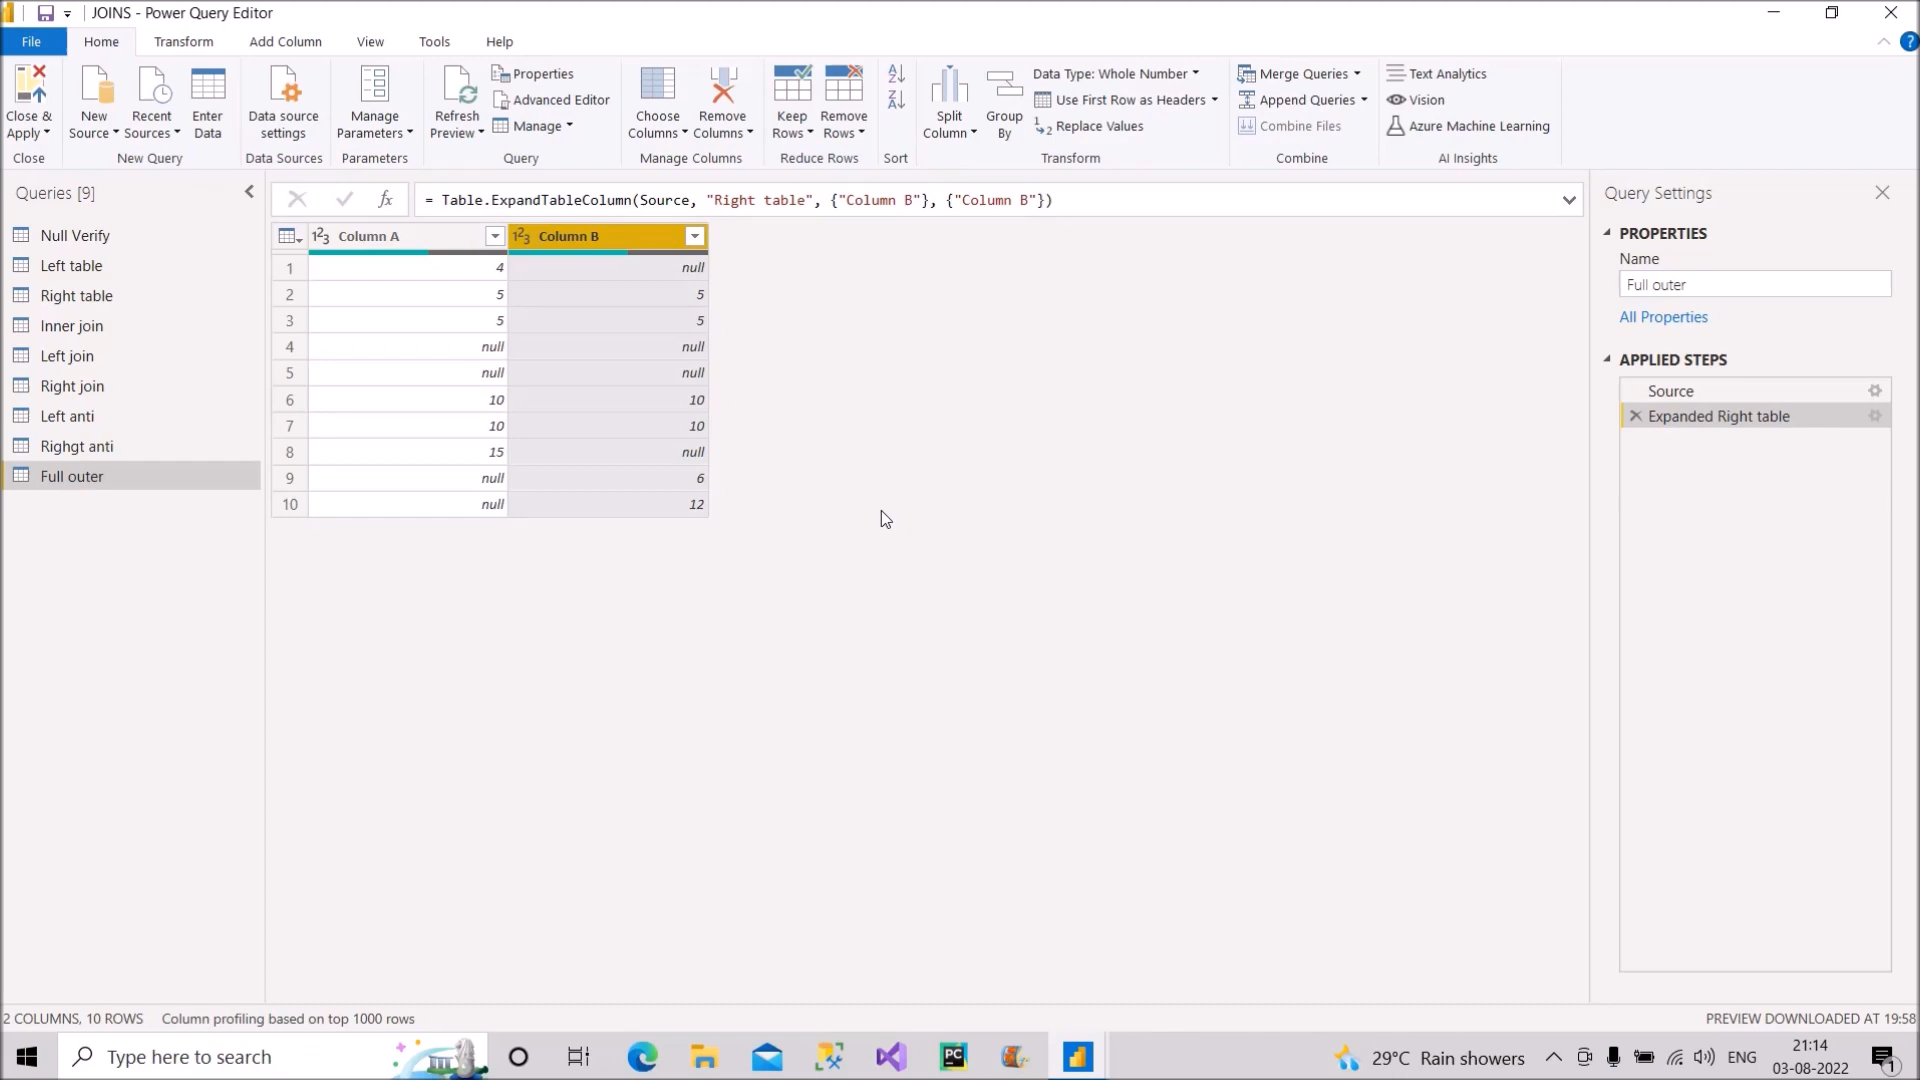 JOINS - Power Query Editor
File Home Transform Add Column View Tools Help
Close & Apply
New Source
Recent Sources
Enter Data
Data source settings
Manage Parameters
Refresh Preview
Properties
Advanced Editor
Manage
Choose Columns
Remove Columns
Keep Rows
Remove Rows
A Z
Z A
Split Column
Group By
Data Type: Whole Number
Use First Row as Headers
1 2 Replace Values
Merge Queries
Append Queries
Combine Files
Text Analytics
Vision
Azure Machine Learning
Close New Query Data Sources Parameters Query Manage Columns Reduce Rows Sort Transform Combine AI Insights
Queries [9]
Null Verify
Left table
Right table
Inner join
Left join
Right join
Left anti
Righgt anti
Full outer
fx = Table.ExpandTableColumn(Source, "Right table", {"Column B"}, {"Column B"})
123 Column A 123 Column B
1 4 null
2 5 5
3 5 5
4 null null
5 null null
6 10 10
7 10 10
8 15 null
9 null 6
10 null 12
Query Settings
PROPERTIES
Name
Full outer
All Properties
APPLIED STEPS
Source
Expanded Right table
2 COLUMNS, 10 ROWS Column profiling based on top 1000 rows
PREVIEW DOWNLOADED AT 19:58
Type here to search
PC
29°C Rain showers
ENG
21:14
03-08-2022
1
?